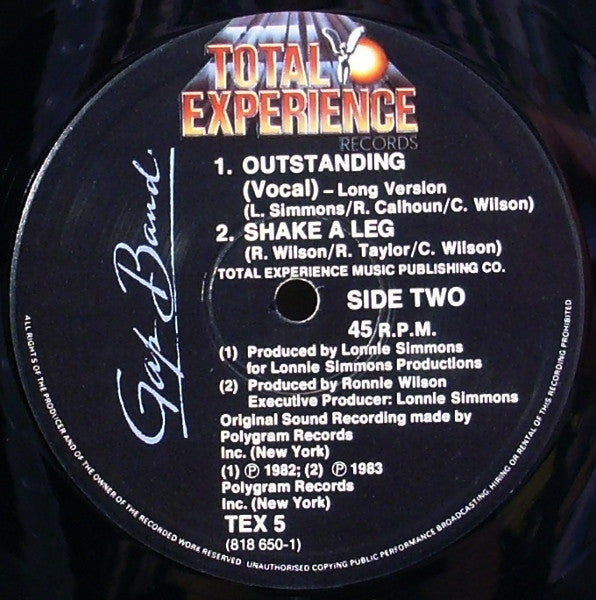 TOTAL
EXPERIENCE
RECORDS
Gap Band
1. OUTSTANDING
(Vocal) – Long Version
(L. Simmons/R. Calhoun/C. Wilson)
2. SHAKE A LEG
(R. Wilson/R. Taylor/C. Wilson)
TOTAL EXPERIENCE MUSIC PUBLISHING CO.
SIDE TWO
45 R.P.M.
(1) Produced by Lonnie Simmons
for Lonnie Simmons Productions
(2) Produced by Ronnie Wilson
Executive Producer: Lonnie Simmons
Original Sound Recording made by
Polygram Records
Inc. (New York)
(1) ℗ 1982; (2) ℗ 1983
Polygram Records
Inc. (New York)
TEX 5
(818 650-1)
ALL RIGHTS OF THE PRODUCER AND OF THE OWNER OF THE RECORDED WORK RESERVED UNAUTHORISED COPYING PUBLIC PERFORMANCE BROADCASTING, HIRING OR RENTAL OF THIS RECORDING PROHIBITED